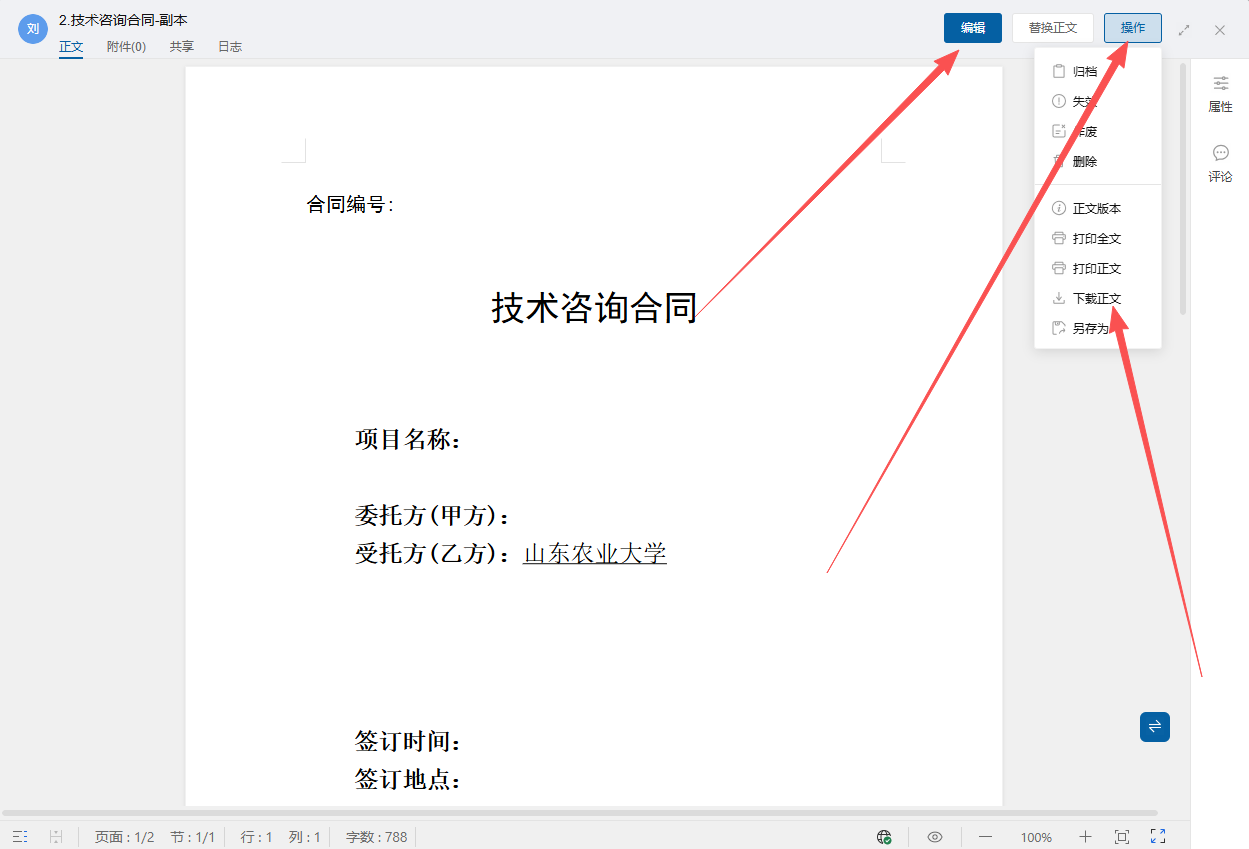 刘
2.技术咨询合同-副本
正文 附件(0) 共享 日志
编辑 替换正文 操作
归档
失效
作废
删除
正文版本
打印全文
打印正文
下载正文
另存为
属性
评论
合同编号：
技术咨询合同
项目名称：
委托方(甲方)：
受托方(乙方)：山东农业大学
签订时间：
签订地点：
页面：1/2 节：1/1 行：1 列：1 字数：788 100%